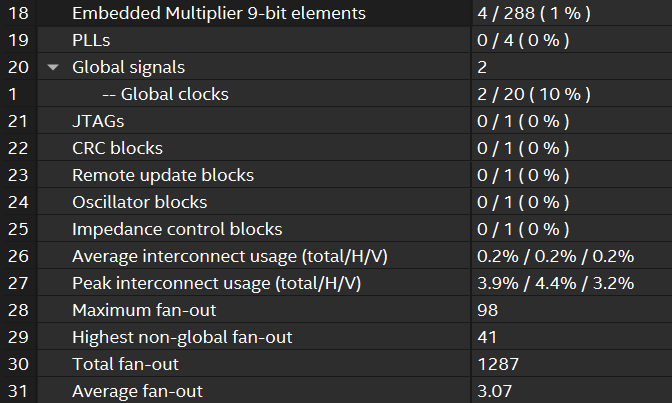 18 Embedded Multiplier 9-bit elements 4 / 288 ( 1 % )
19 PLLs 0 / 4 ( 0 % )
20 Global signals 2
1 -- Global clocks 2 / 20 ( 10 % )
21 JTAGs 0 / 1 ( 0 % )
22 CRC blocks 0 / 1 ( 0 % )
23 Remote update blocks 0 / 1 ( 0 % )
24 Oscillator blocks 0 / 1 ( 0 % )
25 Impedance control blocks 0 / 1 ( 0 % )
26 Average interconnect usage (total/H/V) 0.2% / 0.2% / 0.2%
27 Peak interconnect usage (total/H/V) 3.9% / 4.4% / 3.2%
28 Maximum fan-out 98
29 Highest non-global fan-out 41
30 Total fan-out 1287
31 Average fan-out 3.07